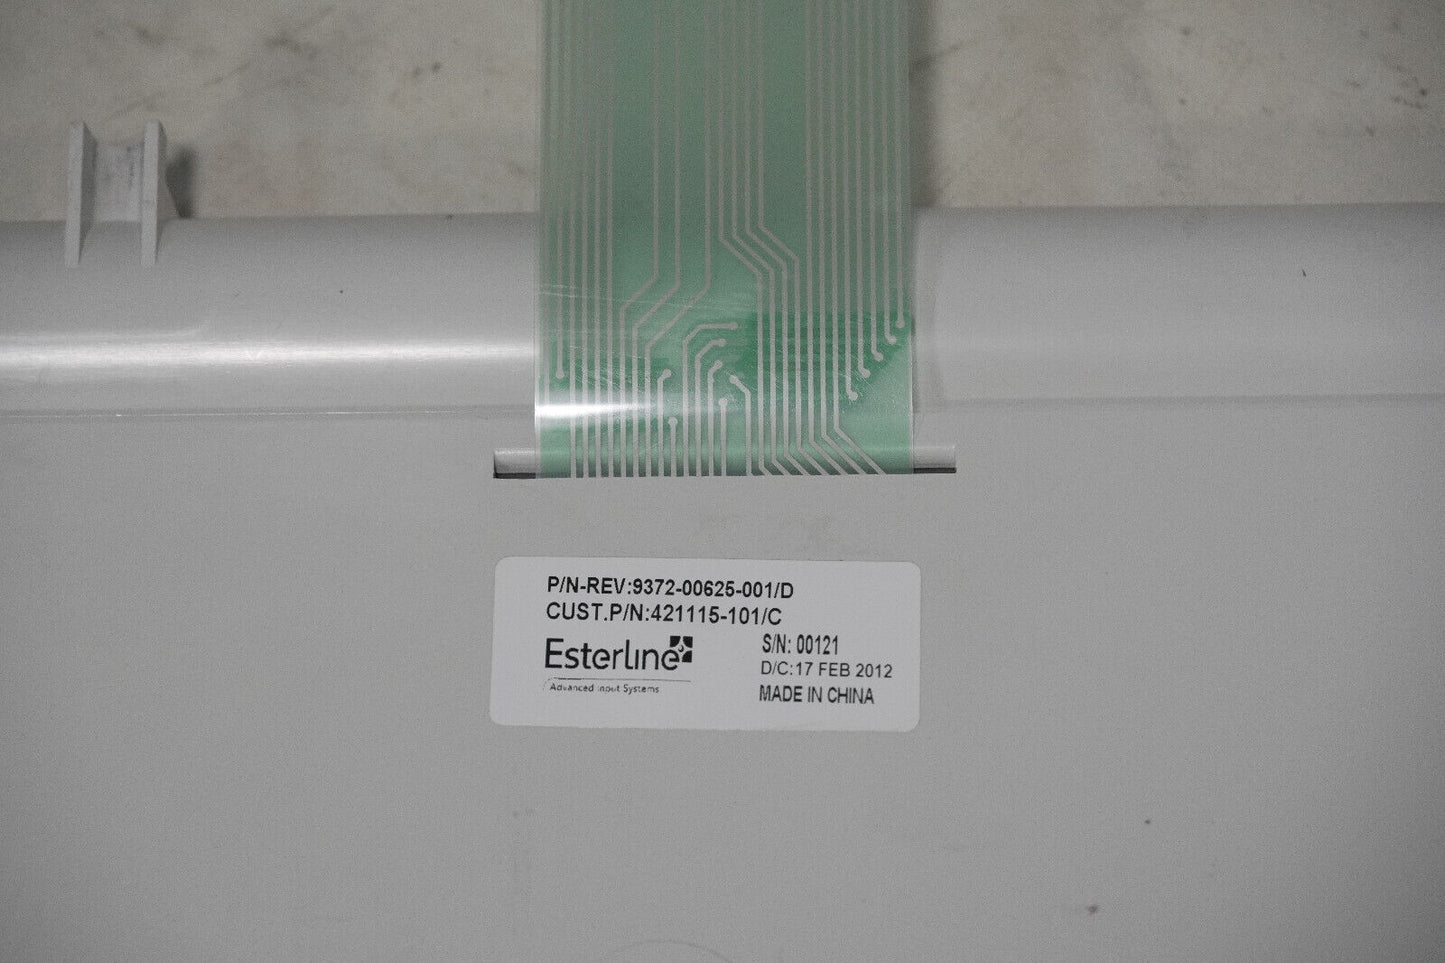 P/N-REV:9372-00625-001/D
CUST.P/N:421115-101/C
Esterline
Advanced Input Systems
S/N: 00121
D/C:17 FEB 2012
MADE IN CHINA